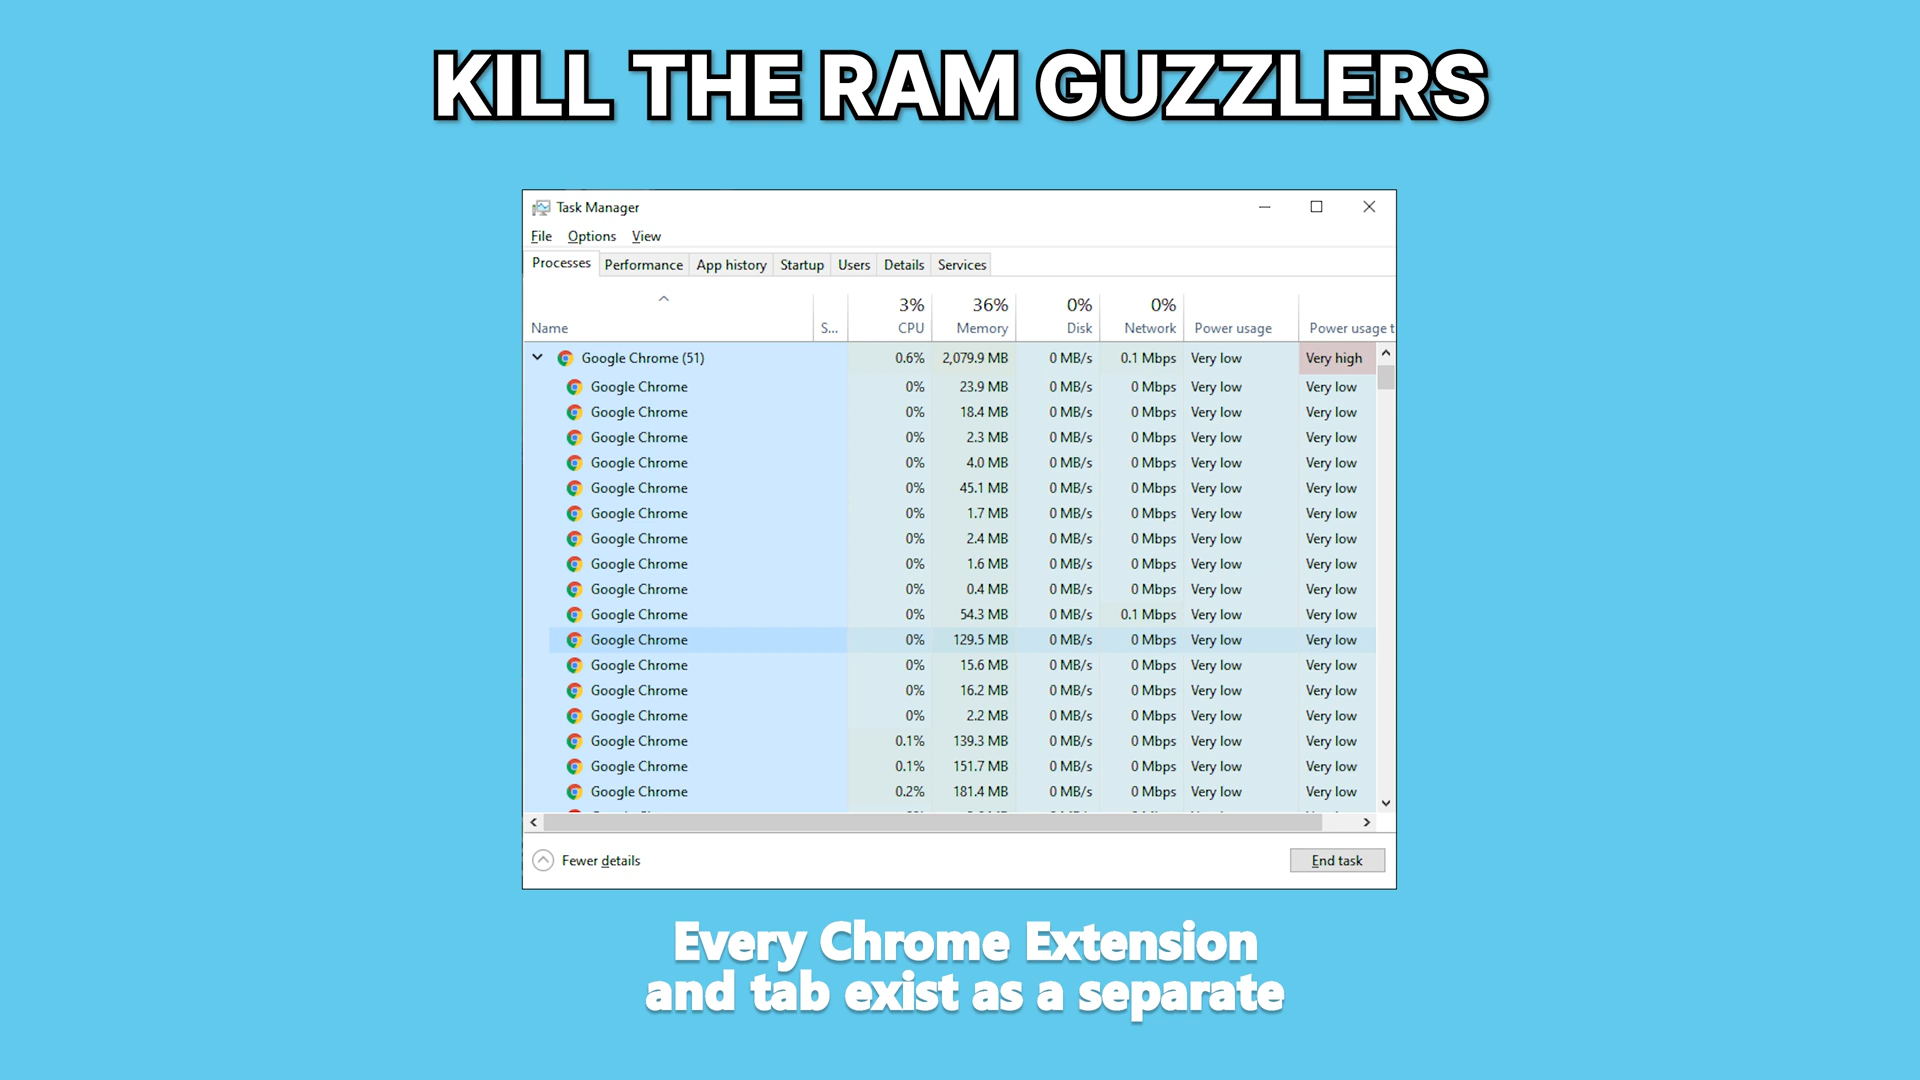 KILL THE RAM GUZZLERS
Task Manager
File Options View
Processes Performance App history Startup Users Details Services
3% 36% 0% 0%
Name S... CPU Memory Disk Network Power usage Power usage t
Google Chrome (51) 0.6% 2,079.9 MB 0 MB/s 0.1 Mbps Very low Very high
Google Chrome 0% 23.9 MB 0 MB/s 0 Mbps Very low Very low
Google Chrome 0% 18.4 MB 0 MB/s 0 Mbps Very low Very low
Google Chrome 0% 2.3 MB 0 MB/s 0 Mbps Very low Very low
Google Chrome 0% 4.0 MB 0 MB/s 0 Mbps Very low Very low
Google Chrome 0% 45.1 MB 0 MB/s 0 Mbps Very low Very low
Google Chrome 0% 1.7 MB 0 MB/s 0 Mbps Very low Very low
Google Chrome 0% 2.4 MB 0 MB/s 0 Mbps Very low Very low
Google Chrome 0% 1.6 MB 0 MB/s 0 Mbps Very low Very low
Google Chrome 0% 0.4 MB 0 MB/s 0 Mbps Very low Very low
Google Chrome 0% 54.3 MB 0 MB/s 0.1 Mbps Very low Very low
Google Chrome 0% 129.5 MB 0 MB/s 0 Mbps Very low Very low
Google Chrome 0% 15.6 MB 0 MB/s 0 Mbps Very low Very low
Google Chrome 0% 16.2 MB 0 MB/s 0 Mbps Very low Very low
Google Chrome 0% 2.2 MB 0 MB/s 0 Mbps Very low Very low
Google Chrome 0.1% 139.3 MB 0 MB/s 0 Mbps Very low Very low
Google Chrome 0.1% 151.7 MB 0 MB/s 0 Mbps Very low Very low
Google Chrome 0.2% 181.4 MB 0 MB/s 0 Mbps Very low Very low
Fewer details End task
Every Chrome Extension
and tab exist as a separate